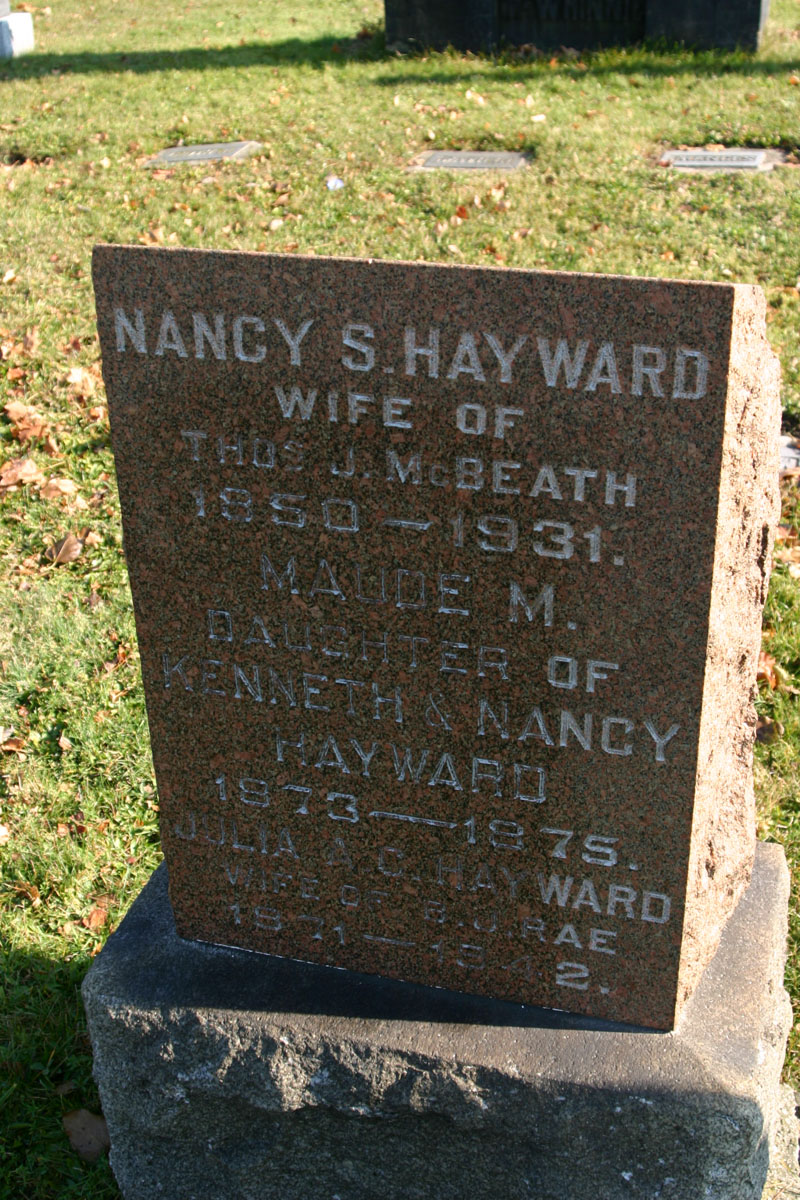 NANCY S. HAYWARD
WIFE OF
THOS J. McBEATH
1850 — 1931.
MAUDE M.
DAUGHTER OF
KENNETH & NANCY
HAYWARD
1873 — 1875.
JULIA A. C. HAYWARD
WIFE OF R. J. RAE
1871 — 1942.